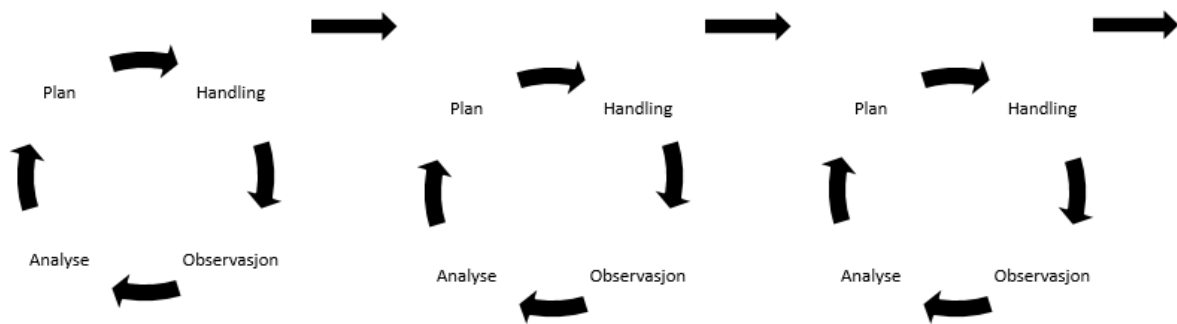 Plan
Handling
Analyse
Observasjon
Plan
Handling
Analyse
Observasjon
Plan
Handling
Analyse
Observasjon